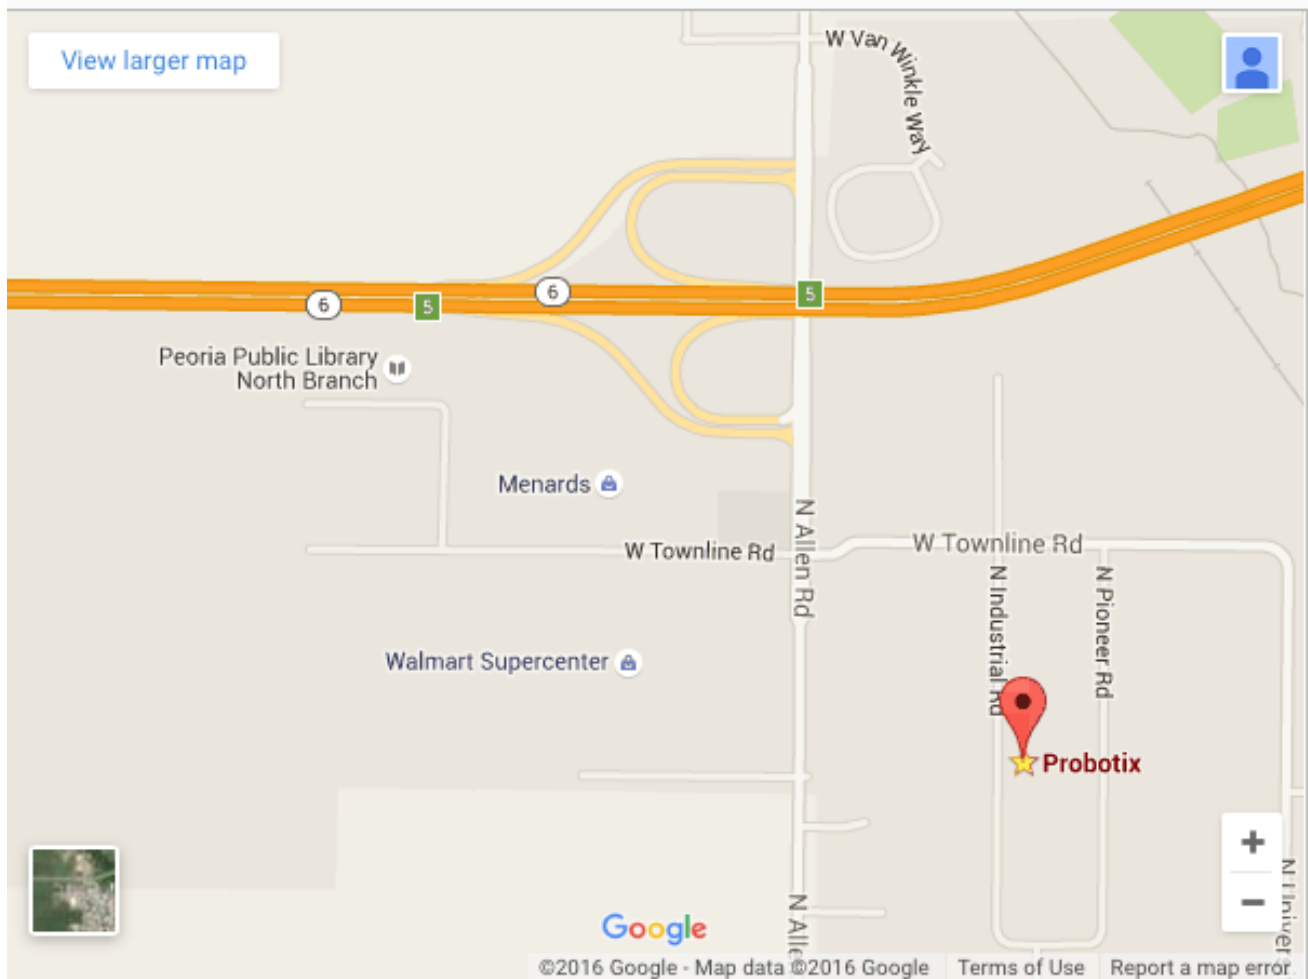 View larger map
W Van
Winkle Way
6
6
5
5
Peoria Public Library
North Branch
Menards
N Allen Rd
W Townline Rd
W Townline Rd
N Industrial Rd
N Pioneer Rd
Walmart Supercenter
Probotix
+
−
N Alle
N Univer
Google
©2016 Google - Map data ©2016 Google Terms of Use Report a map error